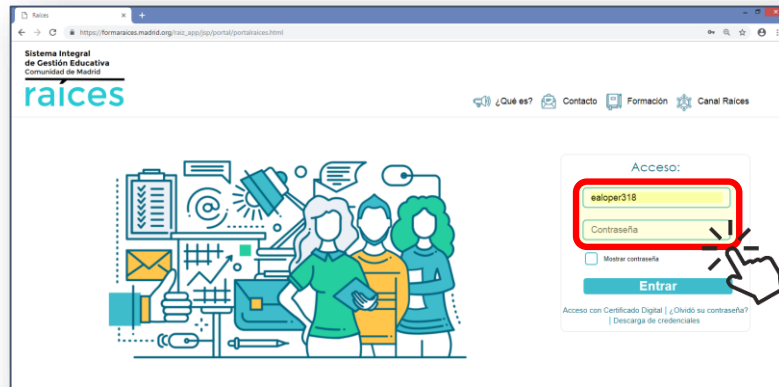 Raíces
https://formaraices.madrid.org/raiz_app/jsp/portal/portalraices.html
Sistema Integral
de Gestión Educativa
Comunidad de Madrid
raíces
¿Qué es?
Contacto
Formación
Canal Raíces
Acceso:
ealoper318
Contraseña
Mostrar contraseña
Entrar
Acceso con Certificado Digital | ¿Olvidó su contraseña?
| Descarga de credenciales